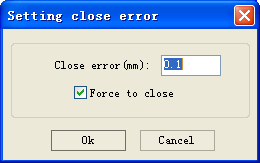 Setting close error
Close error(mm): 0.1
Force to close
Ok Cancel